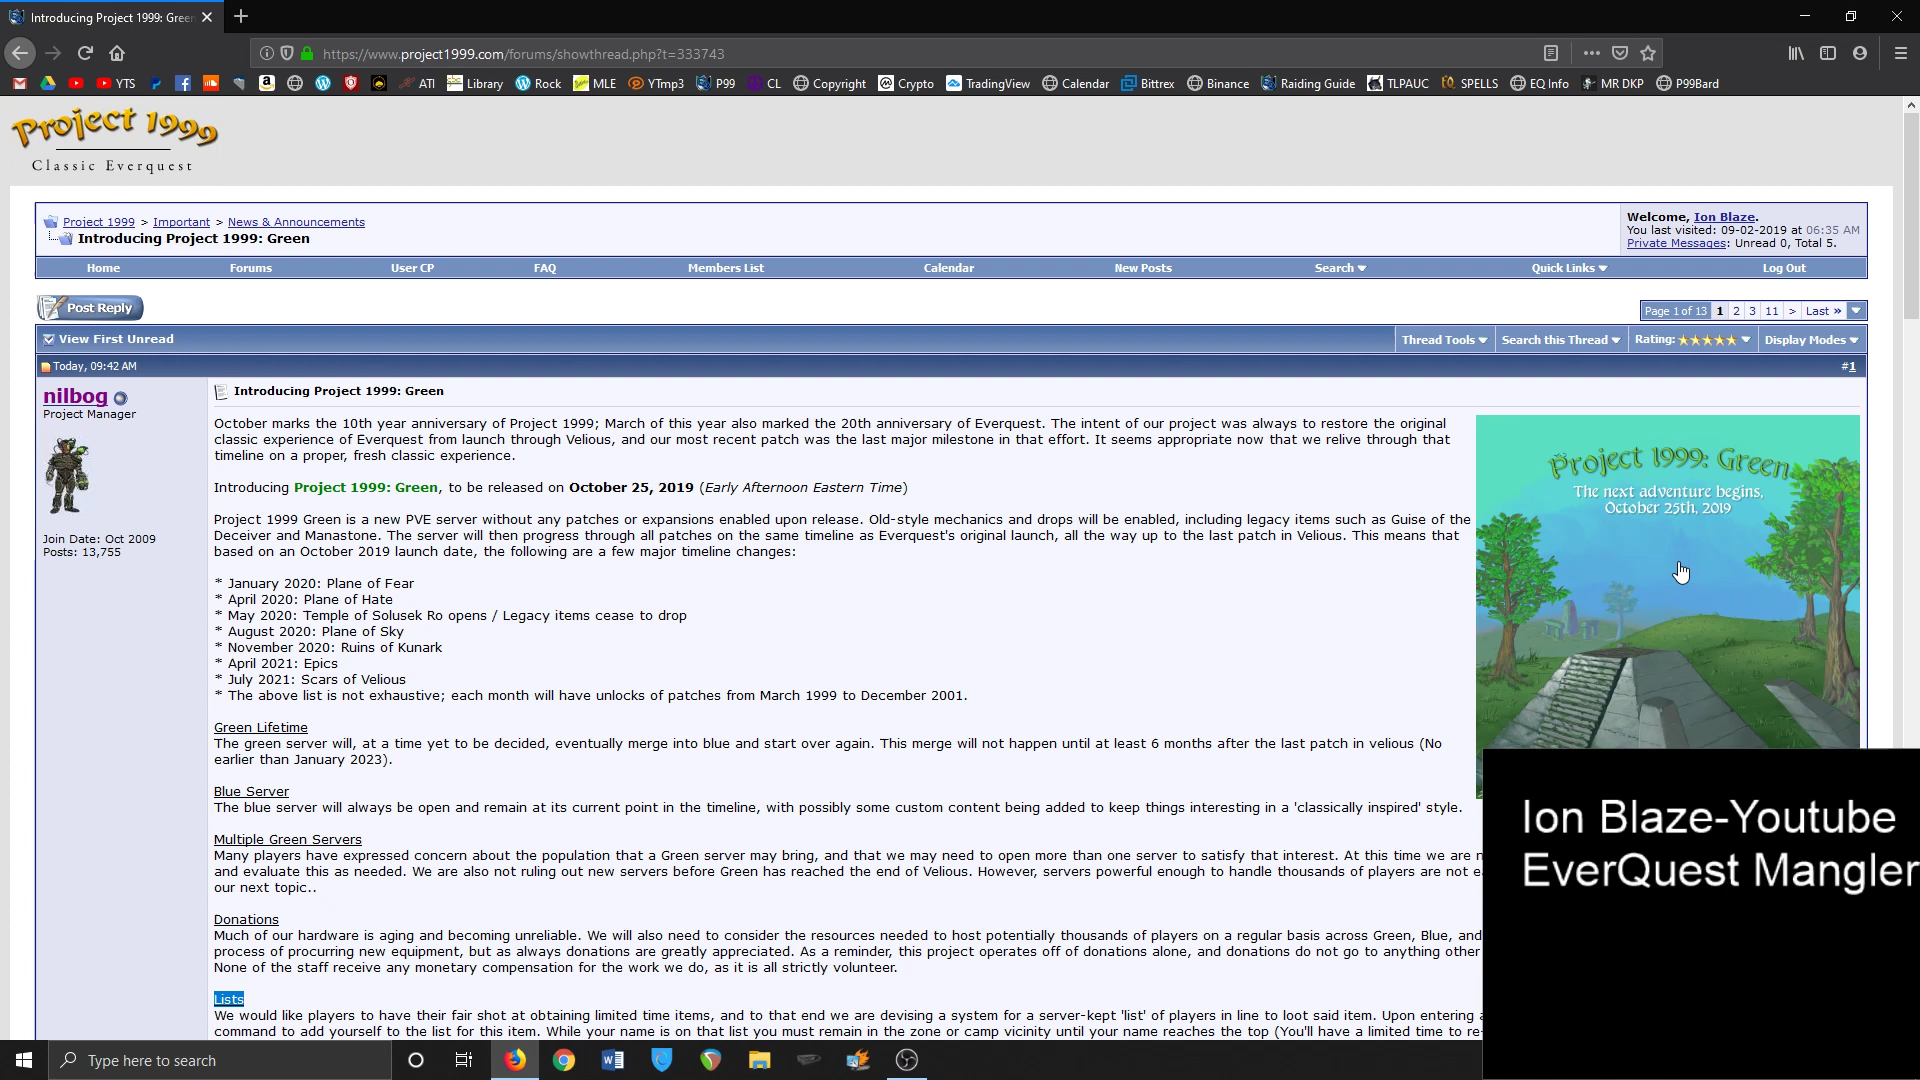 Introducing Project 1999: Green
https://www.project1999.com/forums/showthread.php?t=333743
YTS
ATI
Library
Rock
MLE
YTmp3
P99
CL
Copyright
Crypto
TradingView
Calendar
Bittrex
Binance
Raiding Guide
TLPAUC
SPELLS
EQ Info
MR DKP
P99Bard
Project 1999
Classic Everquest
Project 1999 > Important > News & Announcements
Introducing Project 1999: Green
Welcome, Ion Blaze.
You last visited: 09-02-2019 at 06:35 AM
Private Messages: Unread 0, Total 5.
Home
Forums
User CP
FAQ
Members List
Calendar
New Posts
Search
Quick Links
Log Out
Post Reply
Page 1 of 13 1 2 3 11 > Last »
View First Unread
Thread Tools
Search this Thread
Rating:
Display Modes
Today, 09:42 AM
#1
nilbog
Project Manager
Join Date: Oct 2009
Posts: 13,755
Introducing Project 1999: Green
October marks the 10th year anniversary of Project 1999; March of this year also marked the 20th anniversary of Everquest. The intent of our project was always to restore the original
classic experience of Everquest from launch through Velious, and our most recent patch was the last major milestone in that effort. It seems appropriate now that we relive through that
timeline on a proper, fresh classic experience.
Introducing Project 1999: Green, to be released on October 25, 2019 (Early Afternoon Eastern Time)
Project 1999 Green is a new PVE server without any patches or expansions enabled upon release. Old-style mechanics and drops will be enabled, including legacy items such as Guise of the
Deceiver and Manastone. The server will then progress through all patches on the same timeline as Everquest's original launch, all the way up to the last patch in Velious. This means that
based on an October 2019 launch date, the following are a few major timeline changes:
* January 2020: Plane of Fear
* April 2020: Plane of Hate
* May 2020: Temple of Solusek Ro opens / Legacy items cease to drop
* August 2020: Plane of Sky
* November 2020: Ruins of Kunark
* April 2021: Epics
* July 2021: Scars of Velious
* The above list is not exhaustive; each month will have unlocks of patches from March 1999 to December 2001.
Green Lifetime
The green server will, at a time yet to be decided, eventually merge into blue and start over again. This merge will not happen until at least 6 months after the last patch in velious (No
earlier than January 2023).
Blue Server
The blue server will always be open and remain at its current point in the timeline, with possibly some custom content being added to keep things interesting in a 'classically inspired' style.
Multiple Green Servers
Many players have expressed concern about the population that a Green server may bring, and that we may need to open more than one server to satisfy that interest. At this time we are
and evaluate this as needed. We are also not ruling out new servers before Green has reached the end of Velious. However, servers powerful enough to handle thousands of players are not
our next topic..
Donations
Much of our hardware is aging and becoming unreliable. We will also need to consider the resources needed to host potentially thousands of players on a regular basis across Green, Blue, and
process of procurring new equipment, but as always donations are greatly appreciated. As a reminder, this project operates off of donations alone, and donations do not go to anything other
None of the staff receive any monetary compensation for the work we do, as it is all strictly volunteer.
Lists
We would like players to have their fair shot at obtaining limited time items, and to that end we are devising a system for a server-kept 'list' of players in line to loot said item. Upon entering
command to add yourself to the list for this item. While your name is on that list you must remain in the zone or camp vicinity until your name reaches the top (You'll have a limited time to re-
Project 1999: Green
The next adventure begins,
October 25th, 2019
Ion Blaze-Youtube
EverQuest Mangler
Type here to search